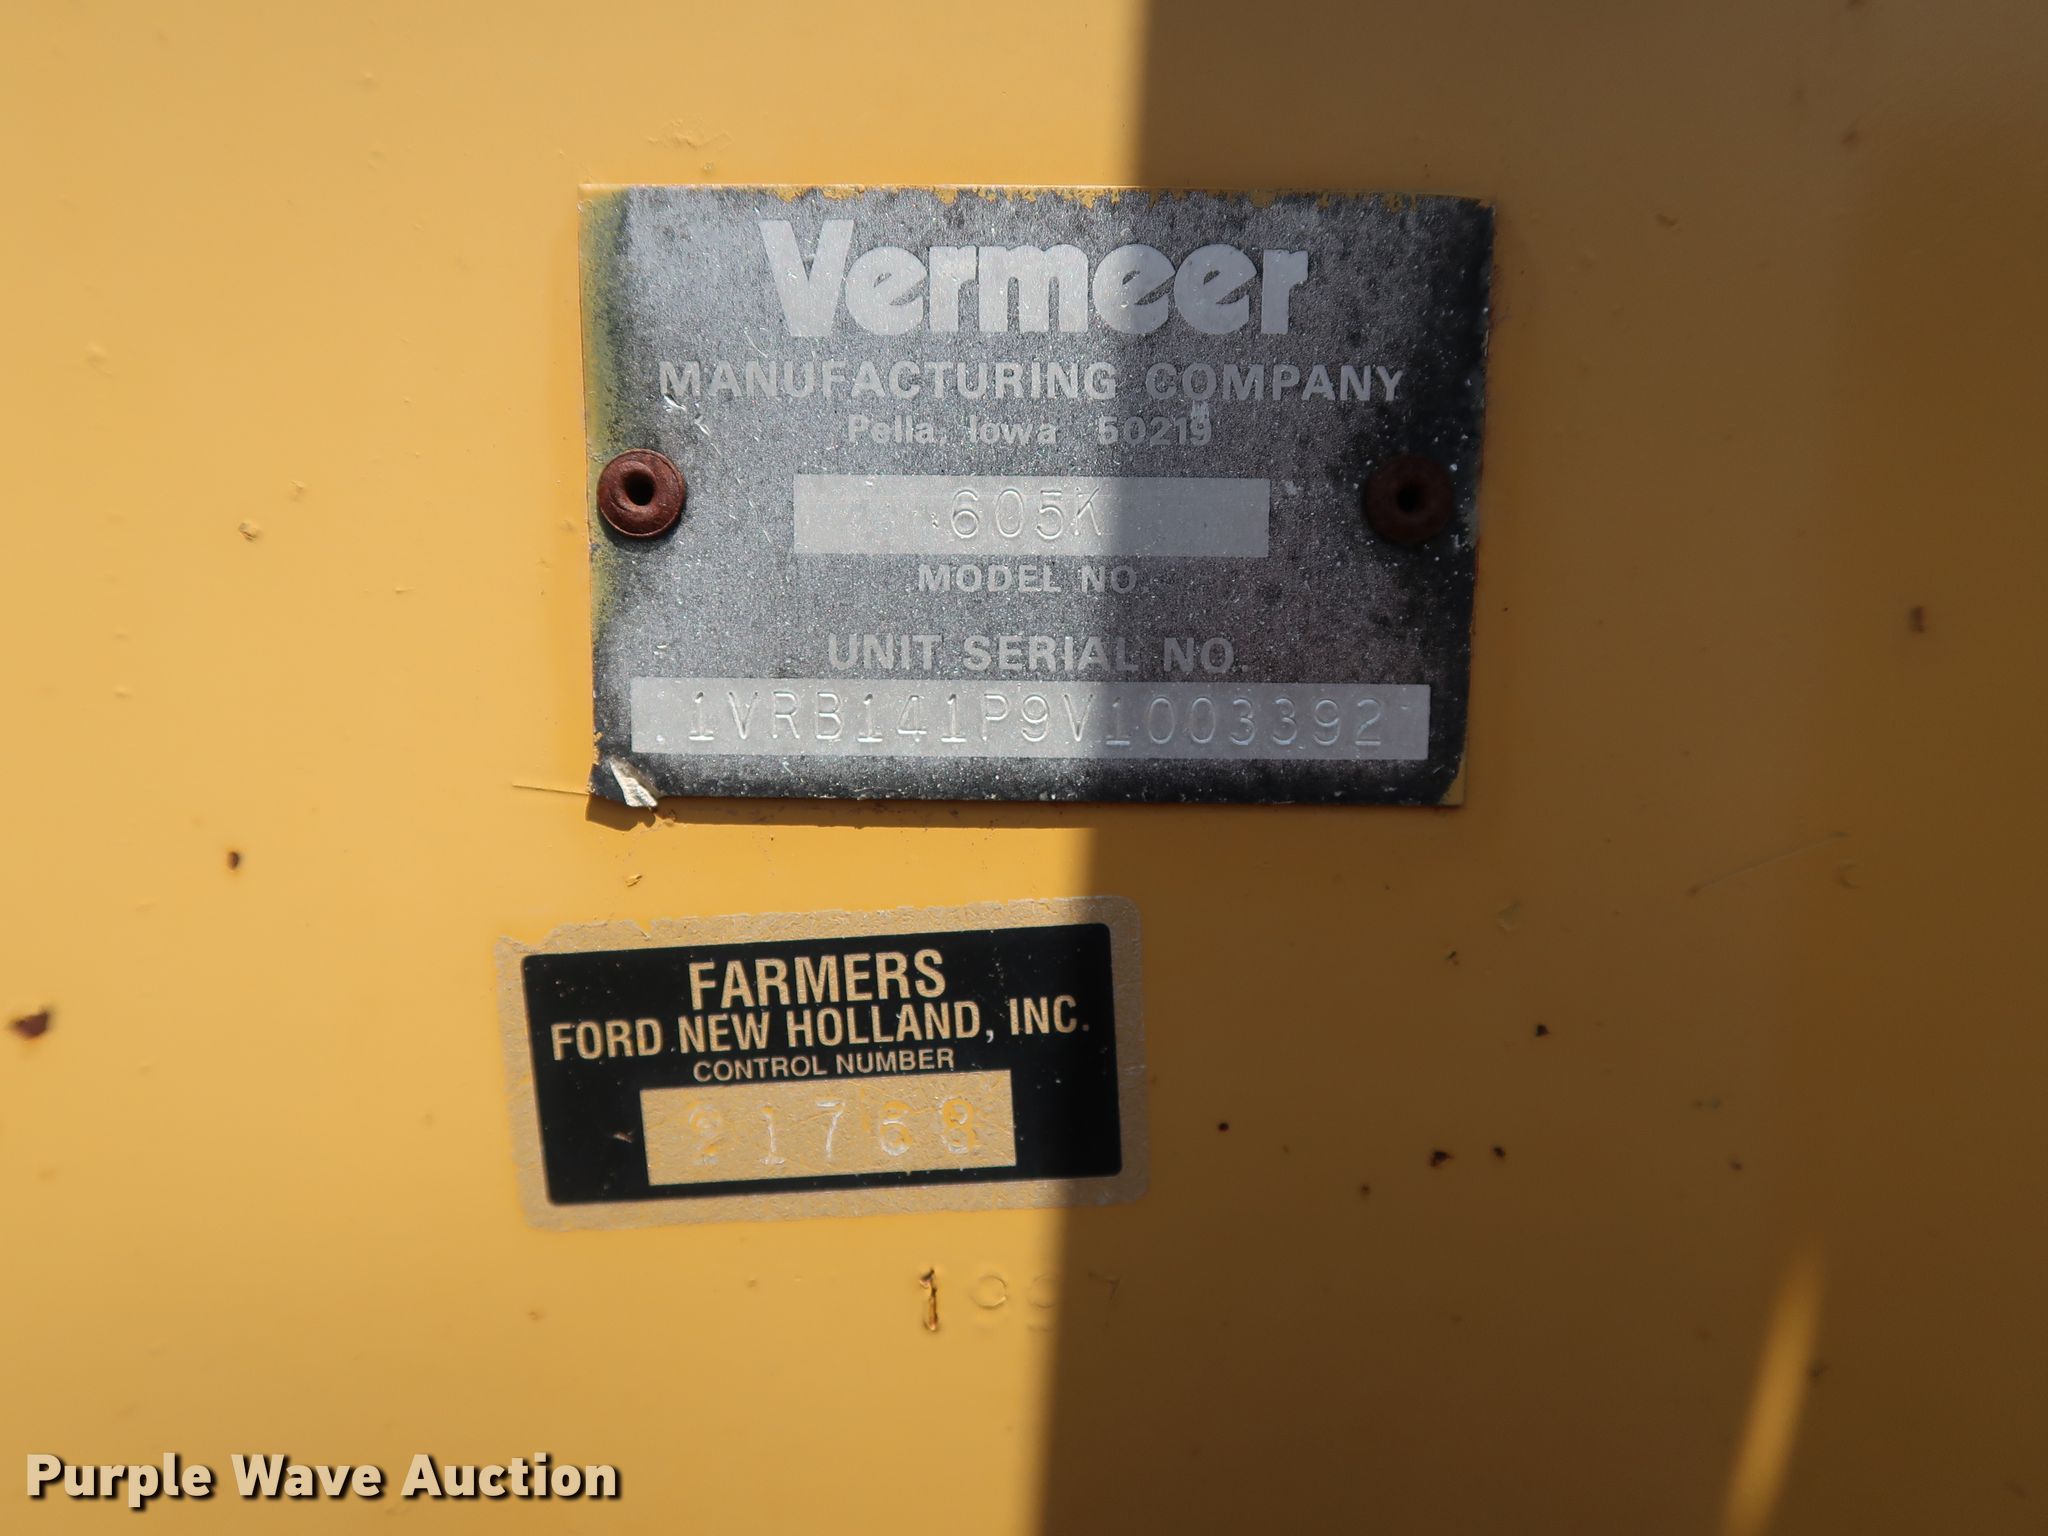 Vermeer
MANUFACTURING COMPANY
Pella, Iowa 50219
605K
MODEL NO.
UNIT SERIAL NO.
1VRB141P9V1003392
FARMERS
FORD NEW HOLLAND, INC.
CONTROL NUMBER
21768
1997
Purple Wave Auction